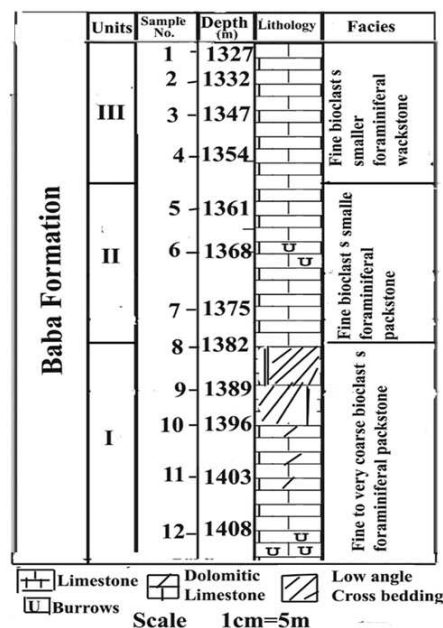 Units Sample No. Depth (m) Lithology Facies
Baba Formation
III
II
I
1 1327
2 1332
3 1347
4 1354
5 1361
6 1368
7 1375
8 1382
9 1389
10 1396
11 1403
12 1408
U
U
U
U U
Fine bioclast s
smaller
foraminiferal
wackstone
Fine bioclast s smalle
foraminiferal
packstone
Fine to very coarse bioclast s
foraminiferal packstone
Limestone
Dolomitic
Limestone
Low angle
Cross bedding
U Burrows
Scale 1cm=5m